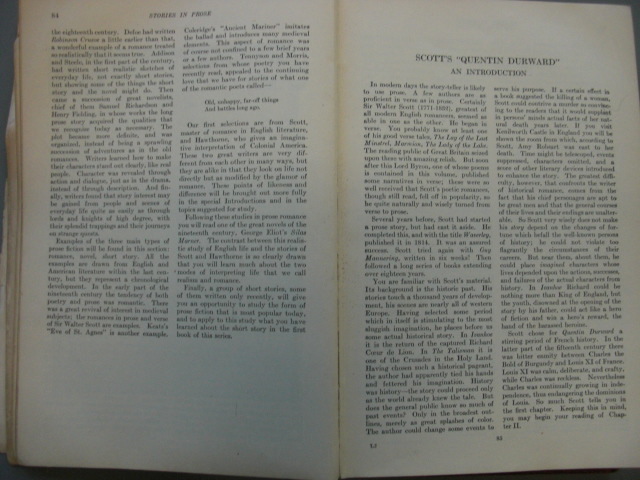 84
STORIES IN PROSE
the eighteenth century. Defoe had written
Robinson Crusoe a little earlier than that,
a wonderful example of a romance treated
so realistically that it seems true. Addison
and Steele, in the first part of the century,
had written short realistic sketches of
everyday life, not exactly short stories,
but showing some of the things the short
story and the novel might do. Then
came a succession of great novelists,
chief of them Samuel Richardson and
Henry Fielding, in whose works the long
prose story acquired the qualities that
we recognize today as necessary. The
plot became more definite, and was
organized, instead of being a sprawling
succession of adventures as in the old
romances. Writers learned how to make
their characters stand out clearly, like real
people. Character was revealed through
action and dialogue, just as in the drama,
instead of through description. And fi-
nally, writers found that story interest may
be gained from people and scenes of
everyday life quite as easily as through
lords and knights of high degree, with
their splendid trappings and their journeys
on strange quests.
Examples of the three main types of
prose fiction will be found in this section:
romance, novel, short story. All the
examples are drawn from English and
American literature within the last cen-
tury, but they represent a chronological
development. In the early part of the
nineteenth century the tendency of both
poetry and prose was romantic. There
was a great revival of interest in medieval
subjects; the romances in prose and verse
of Sir Walter Scott are examples. Keats's
"Eve of St. Agnes" is another example.
Coleridge's "Ancient Mariner" imitates
the ballad and introduces many medieval
elements. This aspect of romance was
of course not confined to a few brief years
or a few authors. Tennyson and Morris,
selections from whose poetry you have
recently read, appealed to the continuing
love that we have for stories of what one
of the romantic poets called—
Old, unhappy, far-off things
And battles long ago.
Our first selections are from Scott,
master of romance in English literature,
and Hawthorne, who gives an imagina-
tive interpretation of Colonial America.
These two great writers are very dif-
ferent from each other in many ways, but
they are alike in that they look on life not
directly but as modified by the glamor of
romance. These points of likeness and
difference will be brought out more fully
in the special Introductions and in the
topics suggested for study.
Following these studies in prose romance
you will read one of the great novels of the
nineteenth century, George Eliot's Silas
Marner. The contrast between this realis-
tic study of English life and the stories of
Scott and Hawthorne is so clearly drawn
that you will learn much about the two
modes of interpreting life that we call
realism and romance.
Finally, a group of short stories, some
of them written only recently, will give
you an opportunity to study the form of
prose fiction that is most popular today,
and to apply to this study what you have
learned about the short story in the first
book of this series.
SCOTT'S "QUENTIN DURWARD"
AN INTRODUCTION
In modern days the story-teller is likely
to use prose. A few authors are as
proficient in verse as in prose. Certainly
Sir Walter Scott (1771-1832), greatest of
all modern English romancers, seemed as
able in one as the other. He began in
verse. You probably know at least one
of his good verse tales, The Lay of the Last
Minstrel, Marmion, The Lady of the Lake.
The reading public of Great Britain seized
upon these with amazing relish. But soon
after this Lord Byron, one of whose poems
is contained in this volume, published
some narratives in verse; these were so
well received that Scott's poetic romances,
though still read, fell off in popularity, so
he quite naturally and wisely turned from
verse to prose.
Several years before, Scott had started
a prose story, but had cast it aside. He
completed this, and with the title Waverley,
published it in 1814. It was an assured
success. Scott tried again with Guy
Mannering, written in six weeks! Then
followed a long series of books extending
over eighteen years.
You are familiar with Scott's material.
Its background is the historic past. His
stories touch a thousand years of develop-
ment, his scenes are nearly all of western
Europe. Having selected some period
which in itself is stimulating to the most
sluggish imagination, he places before us
some actual historical story. In Ivanhoe
it is the return of the captured Richard
Cœur de Lion. In The Talisman it is
one of the Crusades in the Holy Land.
Having chosen such a historical pageant,
the author had apparently tied his hands
and fettered his imagination. History
was history—the story could proceed only
as the world already knew the tale. But
does the general public know so much of
past events? Only in the broadest out-
lines, merely as great splashes of color.
The author could change some events to
serve his purpose. If a certain effect in
a book suggested the killing of a woman,
Scott could contrive a murder so convinc-
ing to the readers that it would supplant
in persons' minds actual facts of her nat-
ural death years later. If you visit
Kenilworth Castle in England you will be
shown the room from which, according to
Scott, Amy Robsart was sent to her
death. Time might be telescoped, events
suppressed, characters omitted, and a
score of other literary devices introduced
to enhance the story. The greatest diffi-
culty, however, that confronts the writer
of historical romance, comes from the
fact that his chief personages are apt to
be great men and that the general courses
of their lives and their endings are unalter-
able. So Scott very wisely does not make
his story depend on the changes of for-
tune which befall the well-known persons
of history; he could not violate too
flagrantly the circumstances of their
careers. But near them, about them, he
could place imagined characters whose
lives depended upon the actions, successes,
and failures of the actual characters from
history. In Ivanhoe Richard could be
nothing more than King of England, but
the youth, disowned at the opening of the
story by his father, could act like a hero
of fiction and win a hero's reward, the
hand of the harassed heroine.
Scott chose for Quentin Durward a
stirring period of French history. In the
latter part of the fifteenth century there
was bitter enmity between Charles the
Bold of Burgundy and Louis XI of France.
Louis XI was calm, deliberate, and crafty,
while Charles was reckless. Nevertheless
Charles was continually growing in inde-
pendence, thus endangering the dominions
of Louis. So much Scott tells you in
the first chapter. Keeping this in mind,
you may begin your reading of Chap-
ter II.
85